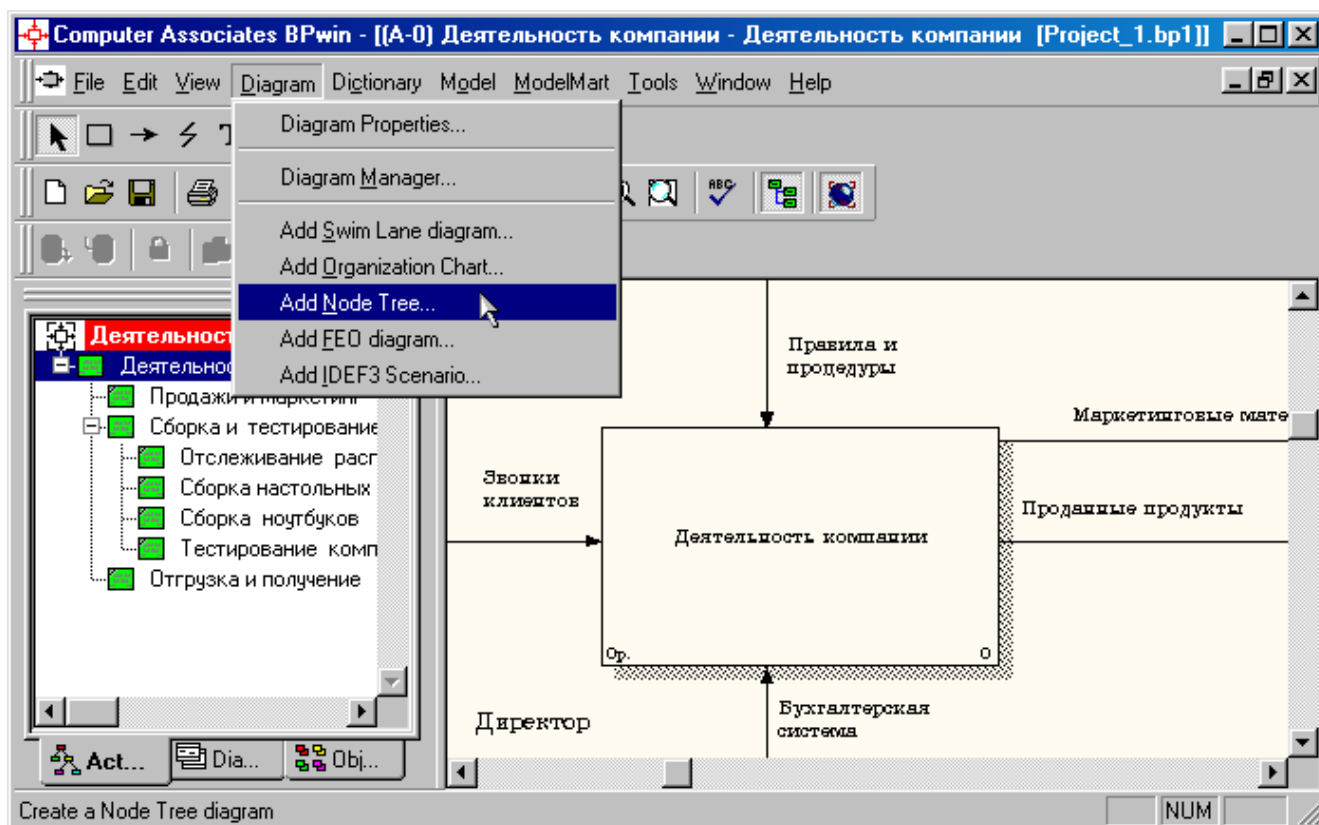 Computer Associates BPwin - [(A-0) Деятельность компании - Деятельность компании [Project_1.bp1]]
File Edit View Diagram Dictionary Model ModelMart Tools Window Help
Diagram Properties...
Diagram Manager...
ABC
Add Swim Lane diagram...
Add Organization Chart...
Add Node Tree...
Add FEO diagram...
Add IDEF3 Scenario...
Деятельност
Деятельнос
Продажи и маркетинг
Сборка и тестирование
Отслеживание расп
Сборка настольных
Сборка ноутбуков
Тестирование комп
Отгрузка и получение
Act...
Dia...
Obj...
Правила и
процедуры
Маркетинговые мате
Звонки
клиентов
Деятельность компании
Проданные продукты
0р.
0
Директор
Бухгалтерская
система
Create a Node Tree diagram
NUM